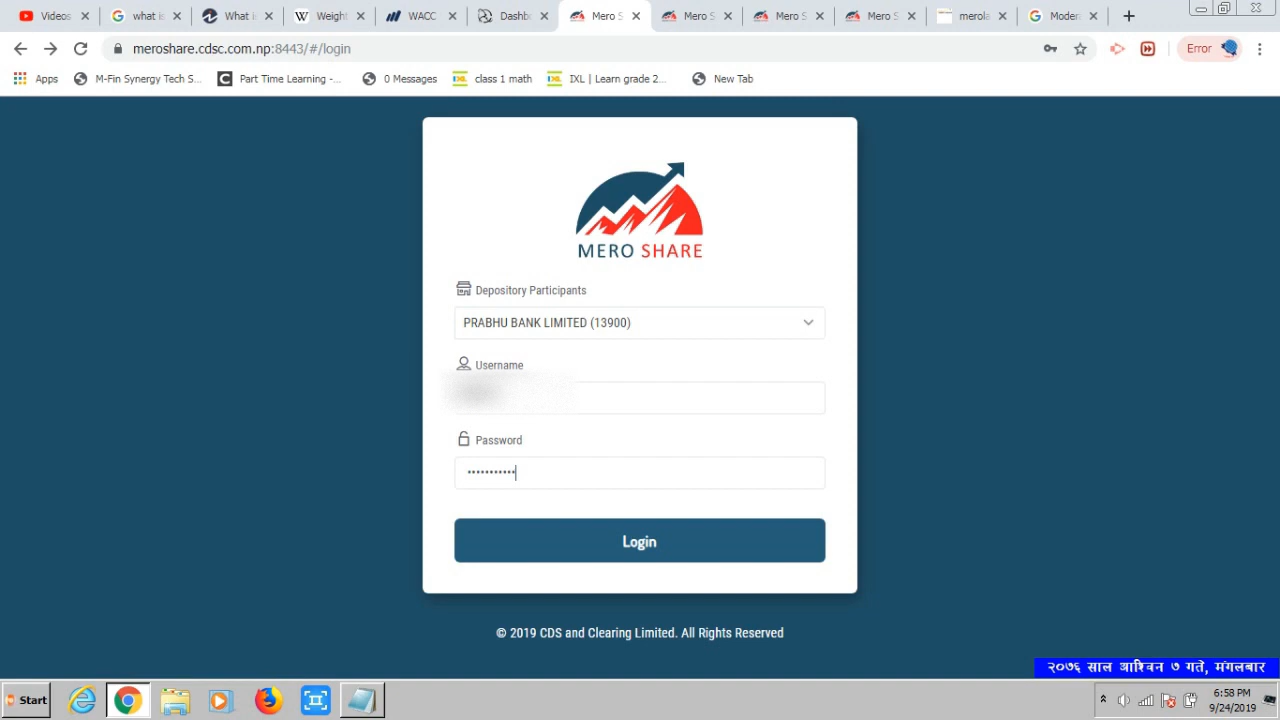 Videos
what is
Who i
Weight
WACC
Dashb
Mero S
Mero S
Mero S
Mero S
merola
Moder
meroshare.cdsc.com.np:8443/#/login
Error
Apps
M-Fin Synergy Tech S...
Part Time Learning -...
0 Messages
class 1 math
IXL | Learn grade 2...
New Tab
MERO SHARE
Depository Participants
PRABHU BANK LIMITED (13900)
Username
Password
•••••••••••
Login
© 2019 CDS and Clearing Limited. All Rights Reserved
२०७६ साल आश्विन ७ गते, मंगलबार
Start
6:58 PM
9/24/2019